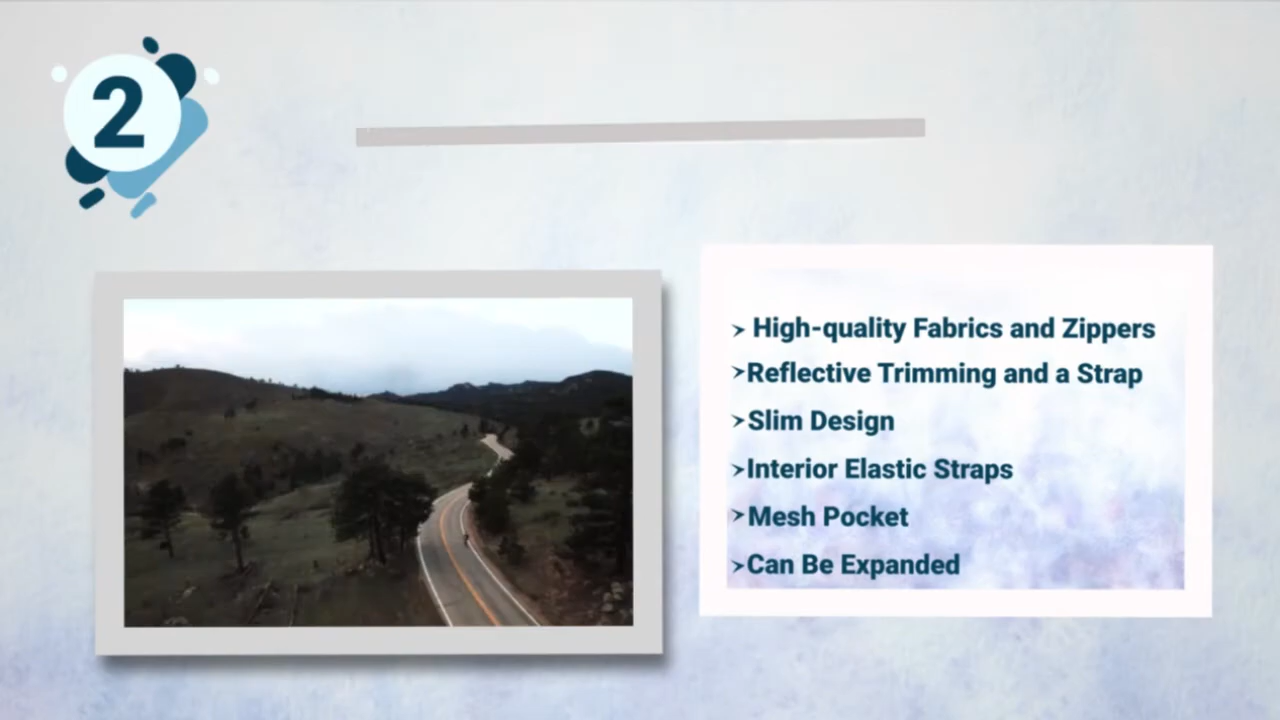 2
➢ High-quality Fabrics and Zippers
➢Reflective Trimming and a Strap
➢Slim Design
➢Interior Elastic Straps
➢Mesh Pocket
➢Can Be Expanded